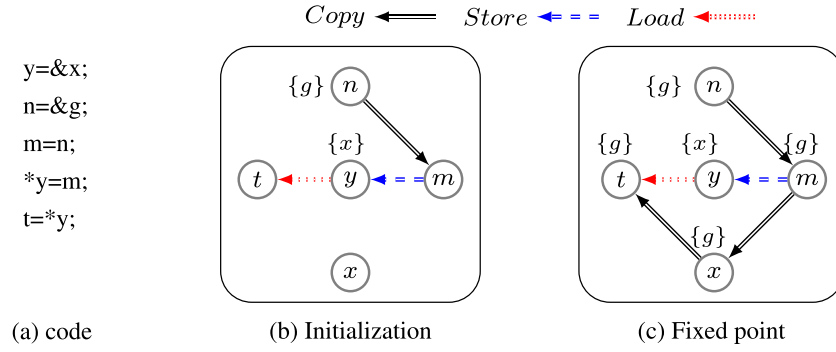 Copy Store Load
y=&x;
n=&g;
m=n;
*y=m;
t=*y;
{g} n
{x}
t y m
x
{g} n
{g} {x} {g}
t y m
{g}
x
(a) code (b) Initialization (c) Fixed point